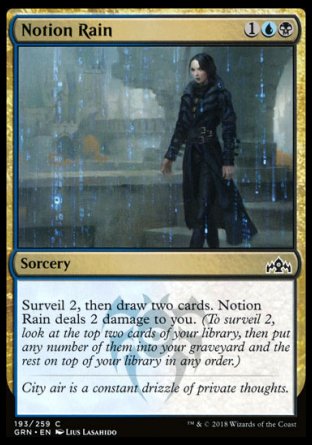 Notion Rain 1
Sorcery
Surveil 2, then draw two cards. Notion
Rain deals 2 damage to you. (To surveil 2,
look at the top two cards of your library, then put
any number of them into your graveyard and the
rest on top of your library in any order.)
City air is a constant drizzle of private thoughts.
193/259 C
GRN • EN Lius Lasahido
™ & © 2018 Wizards of the Coast